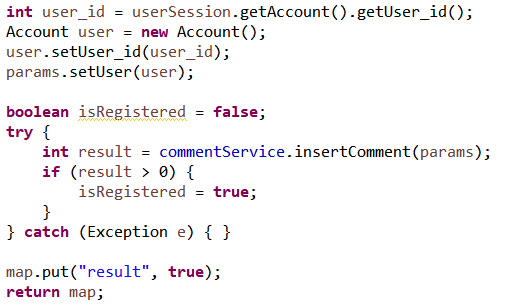 int user_id = userSession.getAccount().getUser_id();
Account user = new Account();
user.setUser_id(user_id);
params.setUser(user);

boolean isRegistered = false;
try {
    int result = commentService.insertComment(params);
    if (result > 0) {
        isRegistered = true;
    }
} catch (Exception e) { }

map.put("result", true);
return map;